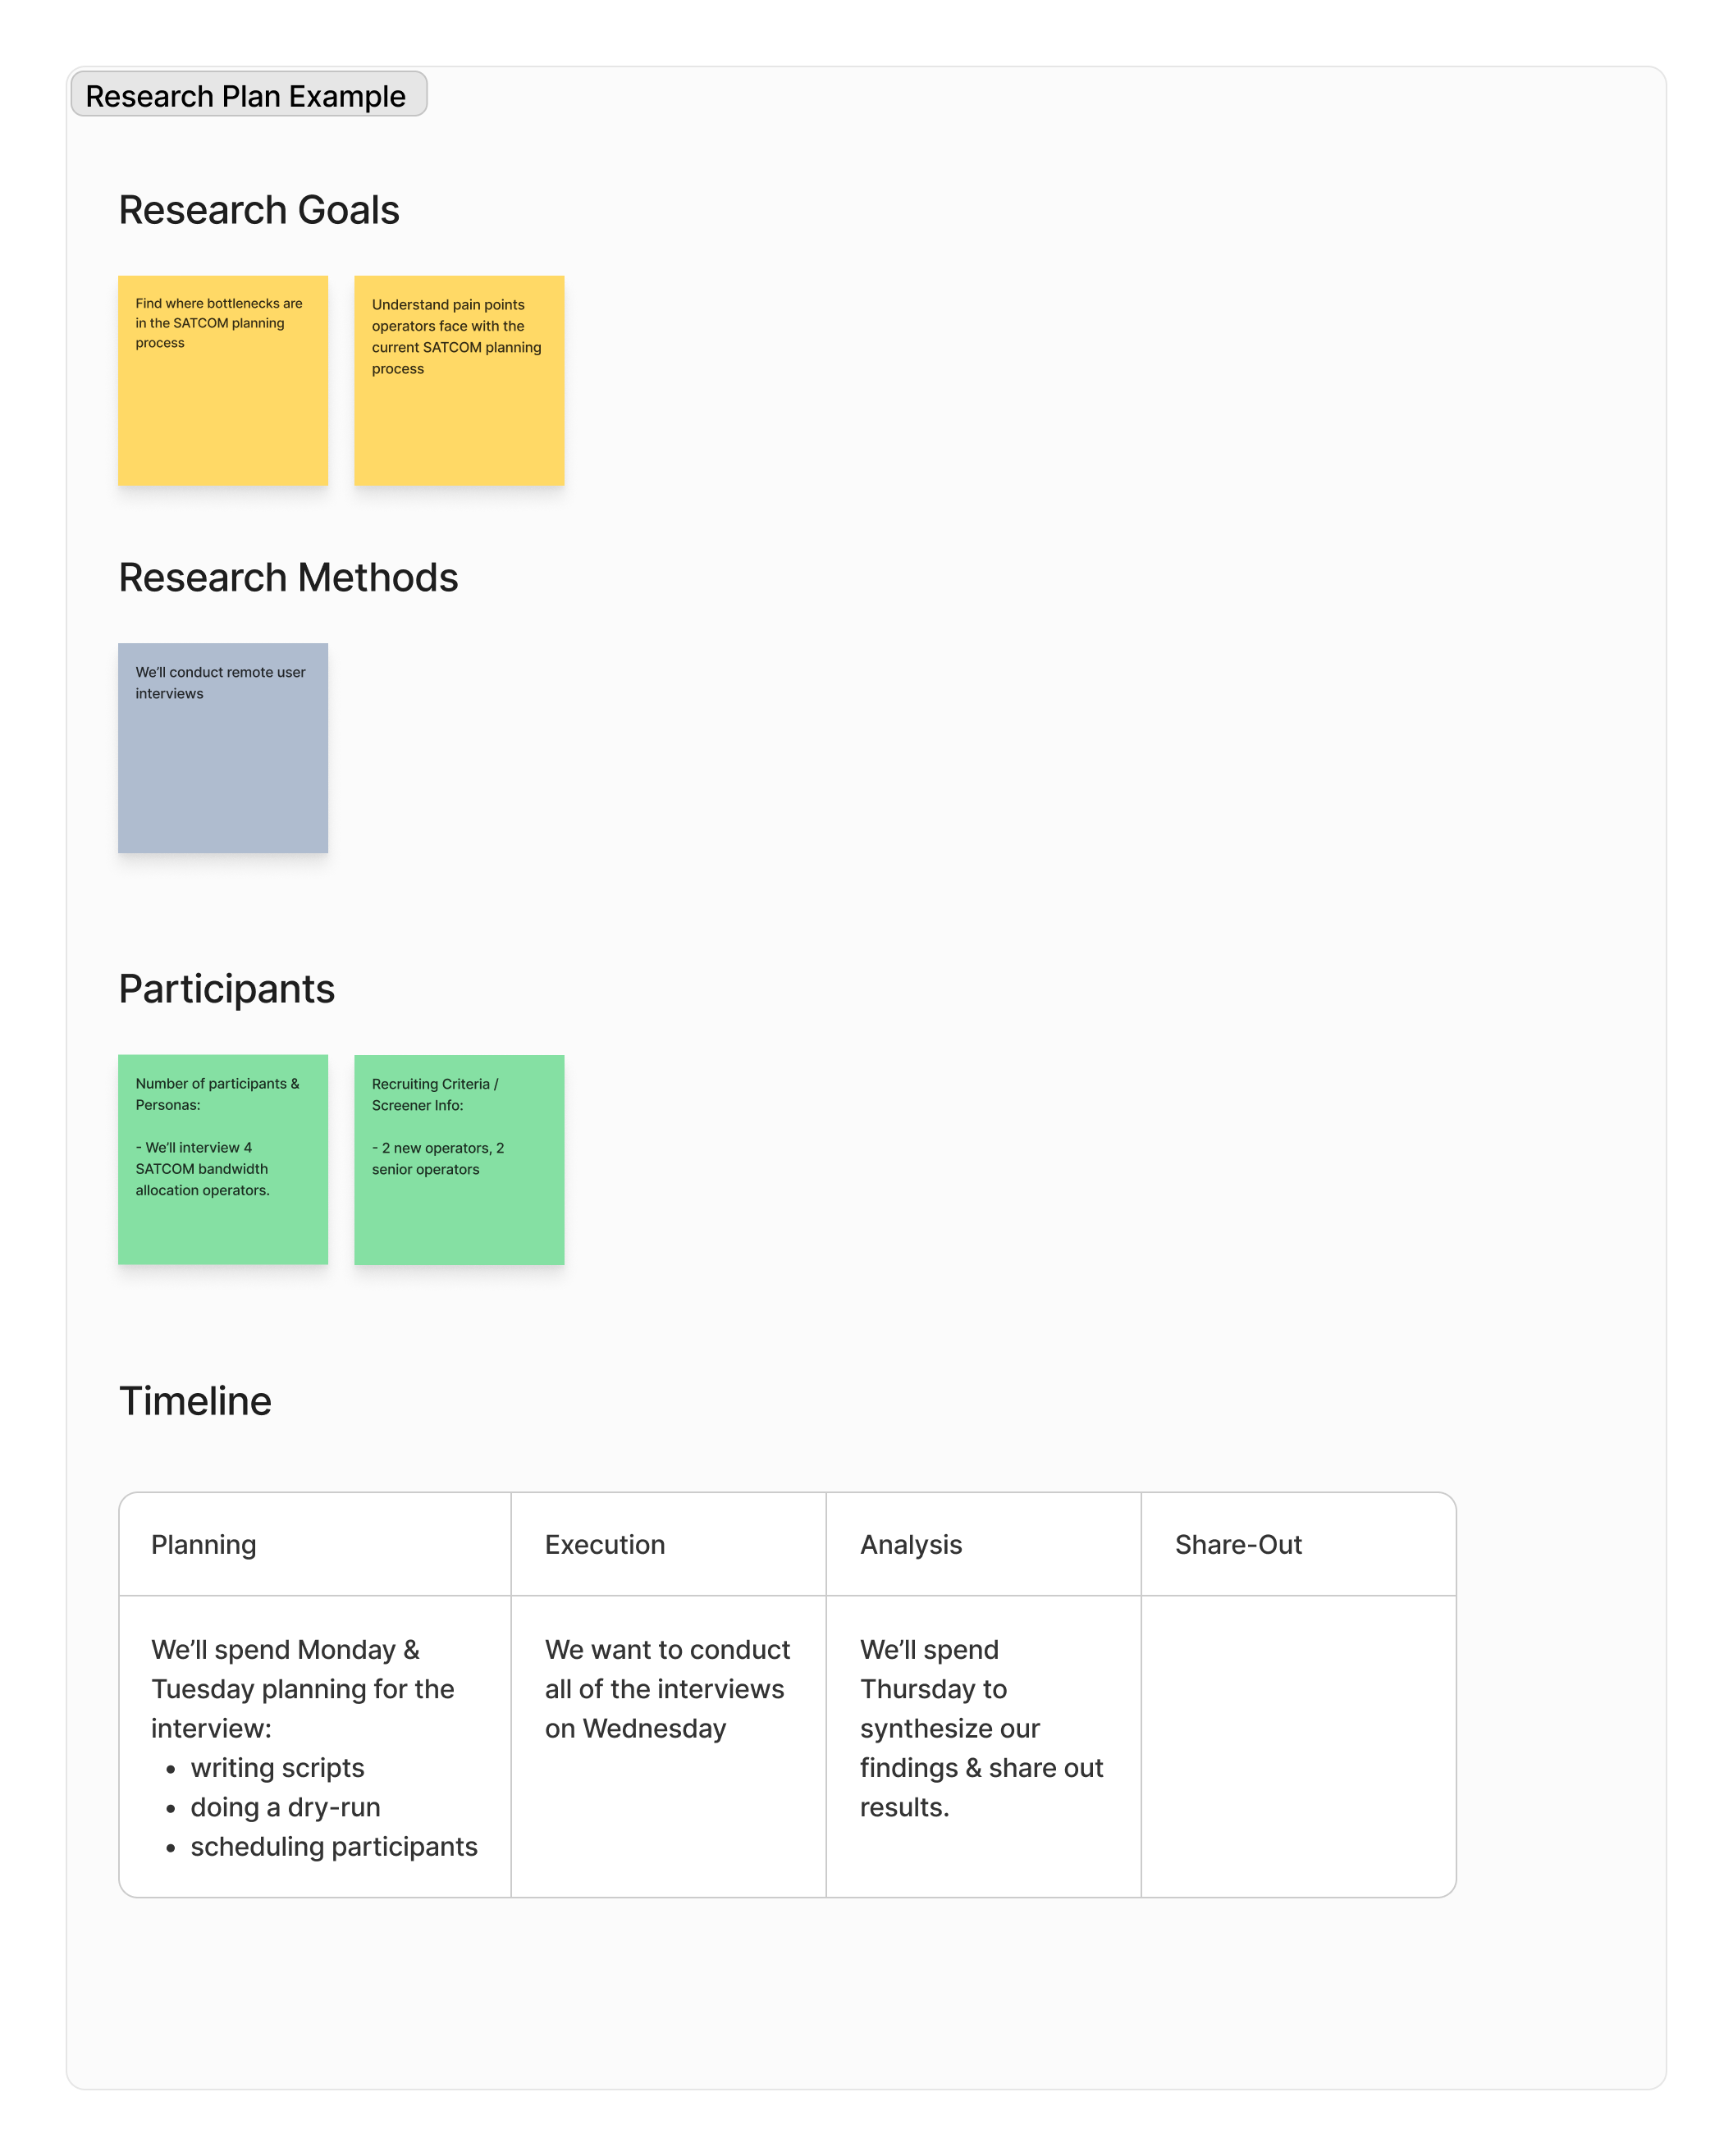 Research Plan Example
Research Goals
Find where bottlenecks are
in the SATCOM planning
process
Understand pain points
operators face with the
current SATCOM planning
process
Research Methods
We’ll conduct remote user
interviews
Participants
Number of participants &
Personas:
- We’ll interview 4
SATCOM bandwidth
allocation operators.
Recruiting Criteria /
Screener Info:
- 2 new operators, 2
senior operators
Timeline
Planning
Execution
Analysis
Share-Out
We’ll spend Monday &
Tuesday planning for the
interview:
• writing scripts
• doing a dry-run
• scheduling participants
We want to conduct
all of the interviews
on Wednesday
We’ll spend
Thursday to
synthesize our
findings & share out
results.